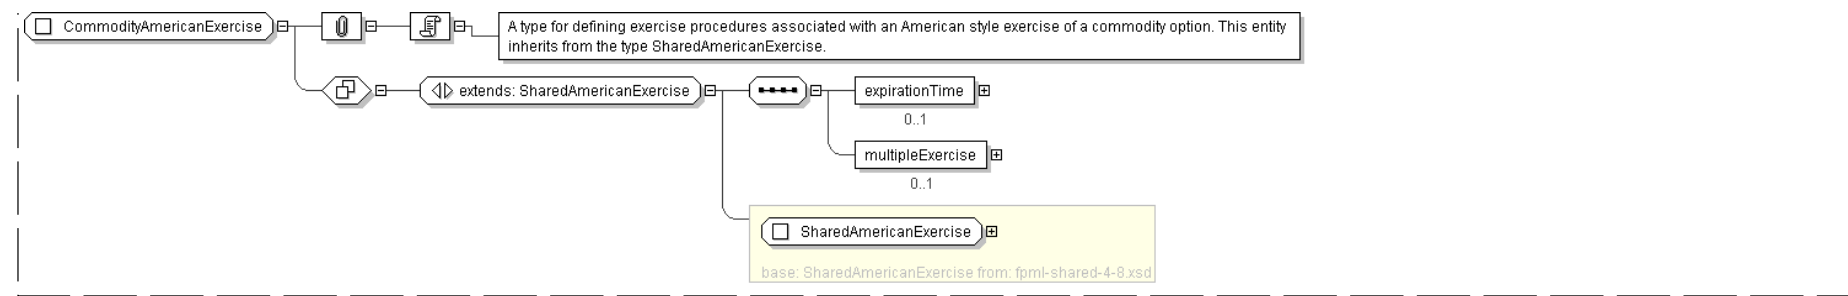 CommodityAmericanExercise
A type for defining exercise procedures associated with an American style exercise of a commodity option. This entity
inherits from the type SharedAmericanExercise.
extends: SharedAmericanExercise
expirationTime
0..1
multipleExercise
0..1
SharedAmericanExercise
base: SharedAmericanExercise from: fpml-shared-4-8.xsd